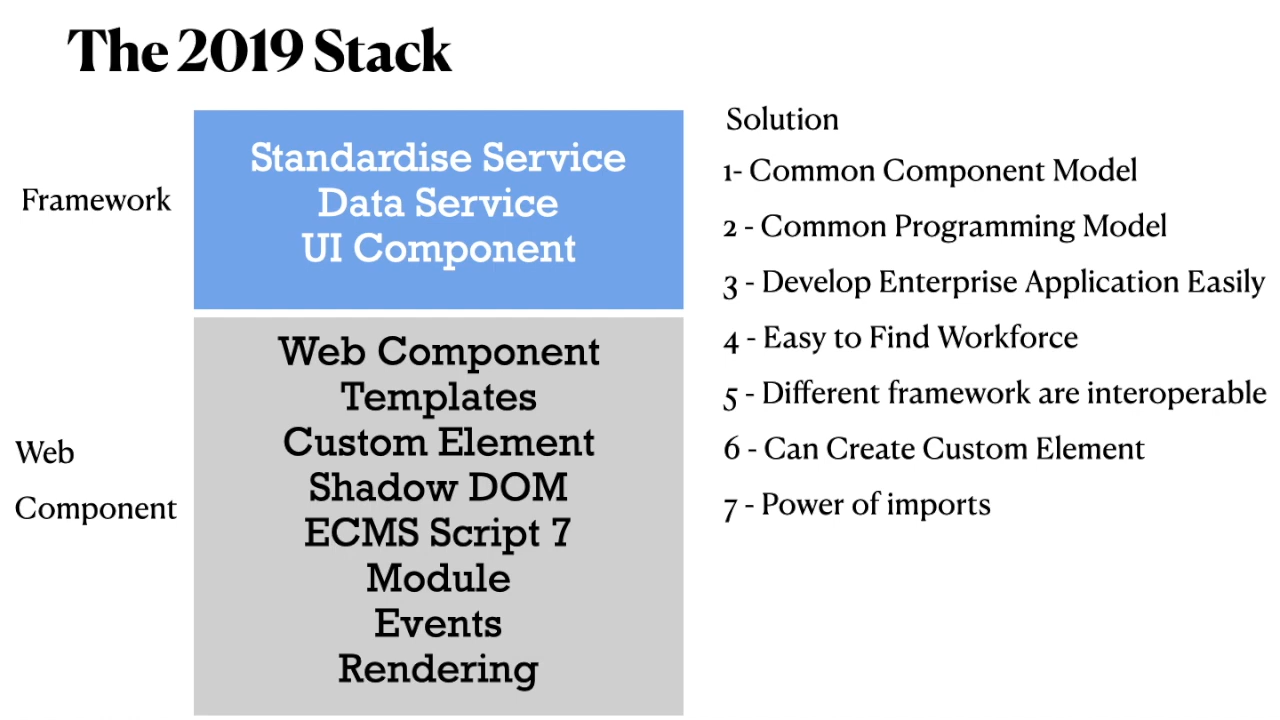 The 2019 Stack
Framework
Standardise Service
Data Service
UI Component
Web
Component
Web Component
Templates
Custom Element
Shadow DOM
ECMS Script 7
Module
Events
Rendering
Solution
1- Common Component Model
2 - Common Programming Model
3 - Develop Enterprise Application Easily
4 - Easy to Find Workforce
5 - Different framework are interoperable
6 - Can Create Custom Element
7 - Power of imports